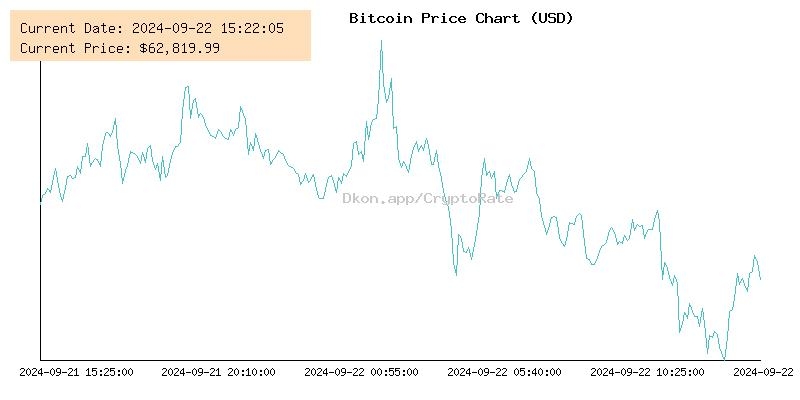 Bitcoin Price Chart (USD)
Current Date: 2024-09-22 15:22:05
Current Price: $62,819.99
Dkon.app/CryptoRate
2024-09-21 15:25:00 2024-09-21 20:10:00 2024-09-22 00:55:00 2024-09-22 05:40:00 2024-09-22 10:25:00 2024-09-22